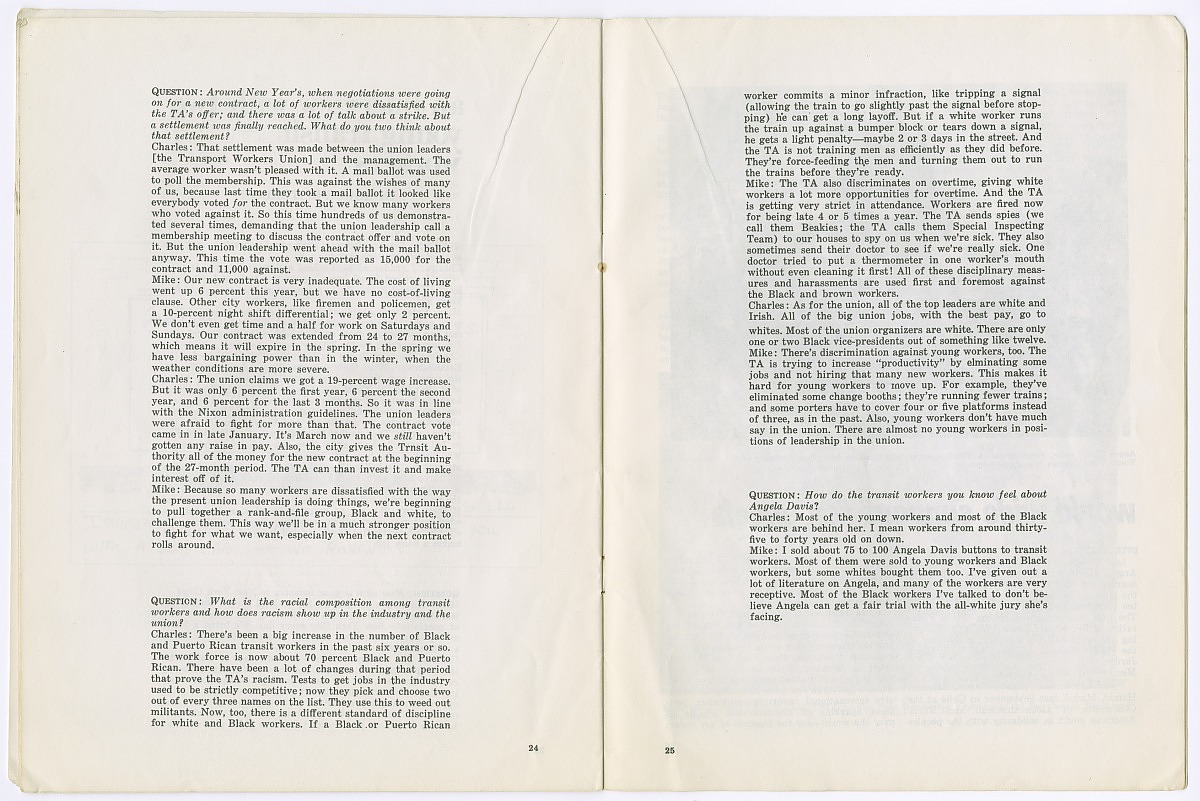 QUESTION: Around New Year's, when negotiations were going
on for a new contract, a lot of workers were dissatisfied with
the TA's offer; and there was a lot of talk about a strike. But
a settlement was finally reached. What do you two think about
that settlement?
Charles: That settlement was made between the union leaders
[the Transport Workers Union] and the management. The
average worker wasn't pleased with it. A mail ballot was used
to poll the membership. This was against the wishes of many
of us, because last time they took a mail ballot it looked like
everybody voted for the contract. But we know many workers
who voted against it. So this time hundreds of us demonstra-
ted several times, demanding that the union leadership call a
membership meeting to discuss the contract offer and vote on
it. But the union leadership went ahead with the mail ballot
anyway. This time the vote was reported as 15,000 for the
contract and 11,000 against.
Mike: Our new contract is very inadequate. The cost of living
went up 6 percent this year, but we have no cost-of-living
clause. Other city workers, like firemen and policemen, get
a 10-percent night shift differential; we get only 2 percent.
We don't even get time and a half for work on Saturdays and
Sundays. Our contract was extended from 24 to 27 months,
which means it will expire in the spring. In the spring we
have less bargaining power than in the winter, when the
weather conditions are more severe.
Charles: The union claims we got a 19-percent wage increase.
But it was only 6 percent the first year, 6 percent the second
year, and 6 percent for the last 3 months. So it was in line
with the Nixon administration guidelines. The union leaders
were afraid to fight for more than that. The contract vote
came in in late January. It's March now and we still haven't
gotten any raise in pay. Also, the city gives the Trnsit Au-
thority all of the money for the new contract at the beginning
of the 27-month period. The TA can than invest it and make
interest off of it.
Mike: Because so many workers are dissatisfied with the way
the present union leadership is doing things, we're beginning
to pull together a rank-and-file group, Black and white, to
challenge them. This way we'll be in a much stronger position
to fight for what we want, especially when the next contract
rolls around.
QUESTION: What is the racial composition among transit
workers and how does racism show up in the industry and the
union?
Charles: There's been a big increase in the number of Black
and Puerto Rican transit workers in the past six years or so.
The work force is now about 70 percent Black and Puerto
Rican. There have been a lot of changes during that period
that prove the TA's racism. Tests to get jobs in the industry
used to be strictly competitive; now they pick and choose two
out of every three names on the list. They use this to weed out
militants. Now, too, there is a different standard of discipline
for white and Black workers. If a Black or Puerto Rican
24
worker commits a minor infraction, like tripping a signal
(allowing the train to go slightly past the signal before stop-
ping) he can get a long layoff. But if a white worker runs
the train up against a bumper block or tears down a signal,
he gets a light penalty—maybe 2 or 3 days in the street. And
the TA is not training men as efficiently as they did before.
They're force-feeding the men and turning them out to run
the trains before they're ready.
Mike: The TA also discriminates on overtime, giving white
workers a lot more opportunities for overtime. And the TA
is getting very strict in attendance. Workers are fired now
for being late 4 or 5 times a year. The TA sends spies (we
call them Beakies; the TA calls them Special Inspecting
Team) to our houses to spy on us when we're sick. They also
sometimes send their doctor to see if we're really sick. One
doctor tried to put a thermometer in one worker's mouth
without even cleaning it first! All of these disciplinary meas-
ures and harassments are used first and foremost against
the Black and brown workers.
Charles: As for the union, all of the top leaders are white and
Irish. All of the big union jobs, with the best pay, go to
whites. Most of the union organizers are white. There are only
one or two Black vice-presidents out of something like twelve.
Mike: There's discrimination against young workers, too. The
TA is trying to increase "productivity" by elminating some
jobs and not hiring that many new workers. This makes it
hard for young workers to move up. For example, they've
eliminated some change booths; they're running fewer trains;
and some porters have to cover four or five platforms instead
of three, as in the past. Also, young workers don't have much
say in the union. There are almost no young workers in posi-
tions of leadership in the union.
QUESTION: How do the transit workers you know feel about
Angela Davis?
Charles: Most of the young workers and most of the Black
workers are behind her. I mean workers from around thirty-
five to forty years old on down.
Mike: I sold about 75 to 100 Angela Davis buttons to transit
workers. Most of them were sold to young workers and Black
workers, but some whites bought them too. I've given out a
lot of literature on Angela, and many of the workers are very
receptive. Most of the Black workers I've talked to don't be-
lieve Angela can get a fair trial with the all-white jury she's
facing.
25